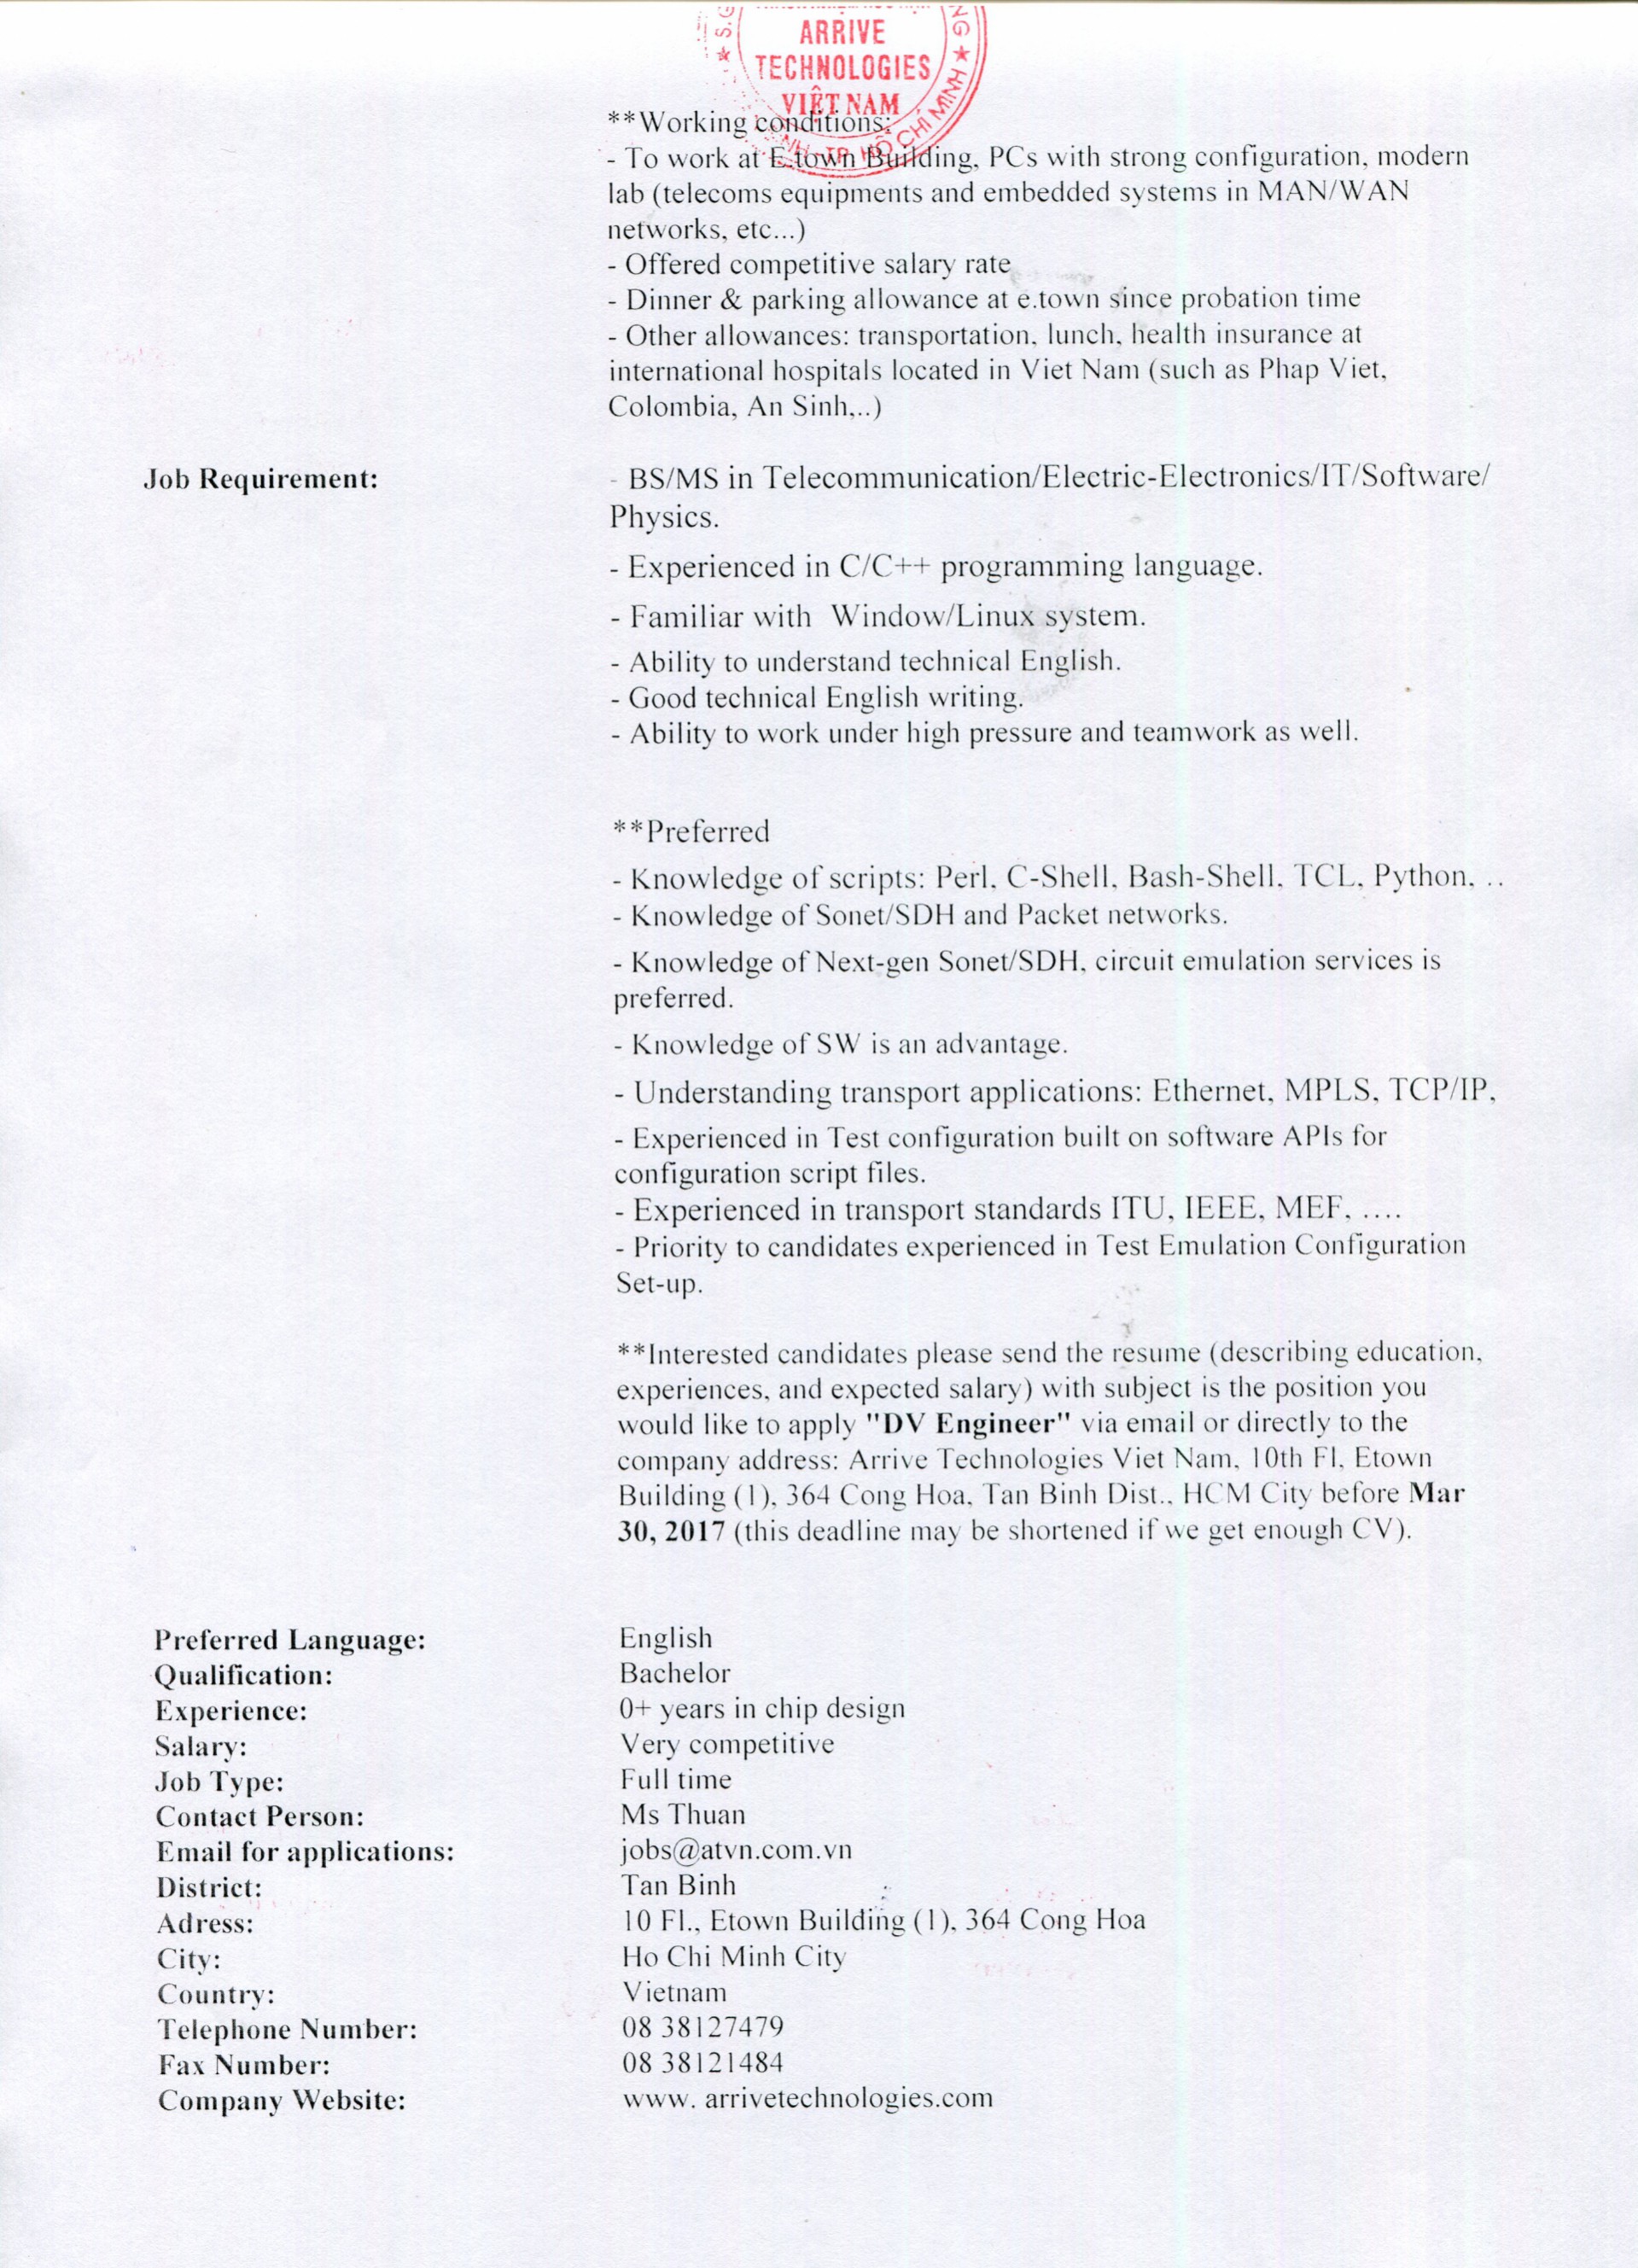 ARRIVE
TECHNOLOGIES
VIỆT NAM
HỒ CHÍ MINH
**Working conditions:
- To work at E.town Building, PCs with strong configuration, modern
lab (telecoms equipments and embedded systems in MAN/WAN
networks, etc...)
- Offered competitive salary rate
- Dinner & parking allowance at e.town since probation time
- Other allowances: transportation, lunch, health insurance at
international hospitals located in Viet Nam (such as Phap Viet,
Colombia, An Sinh,..)
Job Requirement: - BS/MS in Telecommunication/Electric-Electronics/IT/Software/
Physics.
- Experienced in C/C++ programming language.
- Familiar with Window/Linux system.
- Ability to understand technical English.
- Good technical English writing.
- Ability to work under high pressure and teamwork as well.
**Preferred
- Knowledge of scripts: Perl, C-Shell, Bash-Shell, TCL, Python, ..
- Knowledge of Sonet/SDH and Packet networks.
- Knowledge of Next-gen Sonet/SDH, circuit emulation services is
preferred.
- Knowledge of SW is an advantage.
- Understanding transport applications: Ethernet, MPLS, TCP/IP,
- Experienced in Test configuration built on software APIs for
configuration script files.
- Experienced in transport standards ITU, IEEE, MEF, ....
- Priority to candidates experienced in Test Emulation Configuration
Set-up.
**Interested candidates please send the resume (describing education,
experiences, and expected salary) with subject is the position you
would like to apply "DV Engineer" via email or directly to the
company address: Arrive Technologies Viet Nam, 10th Fl, Etown
Building (1), 364 Cong Hoa, Tan Binh Dist., HCM City before Mar
30, 2017 (this deadline may be shortened if we get enough CV).
Preferred Language: English
Qualification: Bachelor
Experience: 0+ years in chip design
Salary: Very competitive
Job Type: Full time
Contact Person: Ms Thuan
Email for applications: jobs@atvn.com.vn
District: Tan Binh
Adress: 10 Fl., Etown Building (1), 364 Cong Hoa
City: Ho Chi Minh City
Country: Vietnam
Telephone Number: 08 38127479
Fax Number: 08 38121484
Company Website: www. arrivetechnologies.com